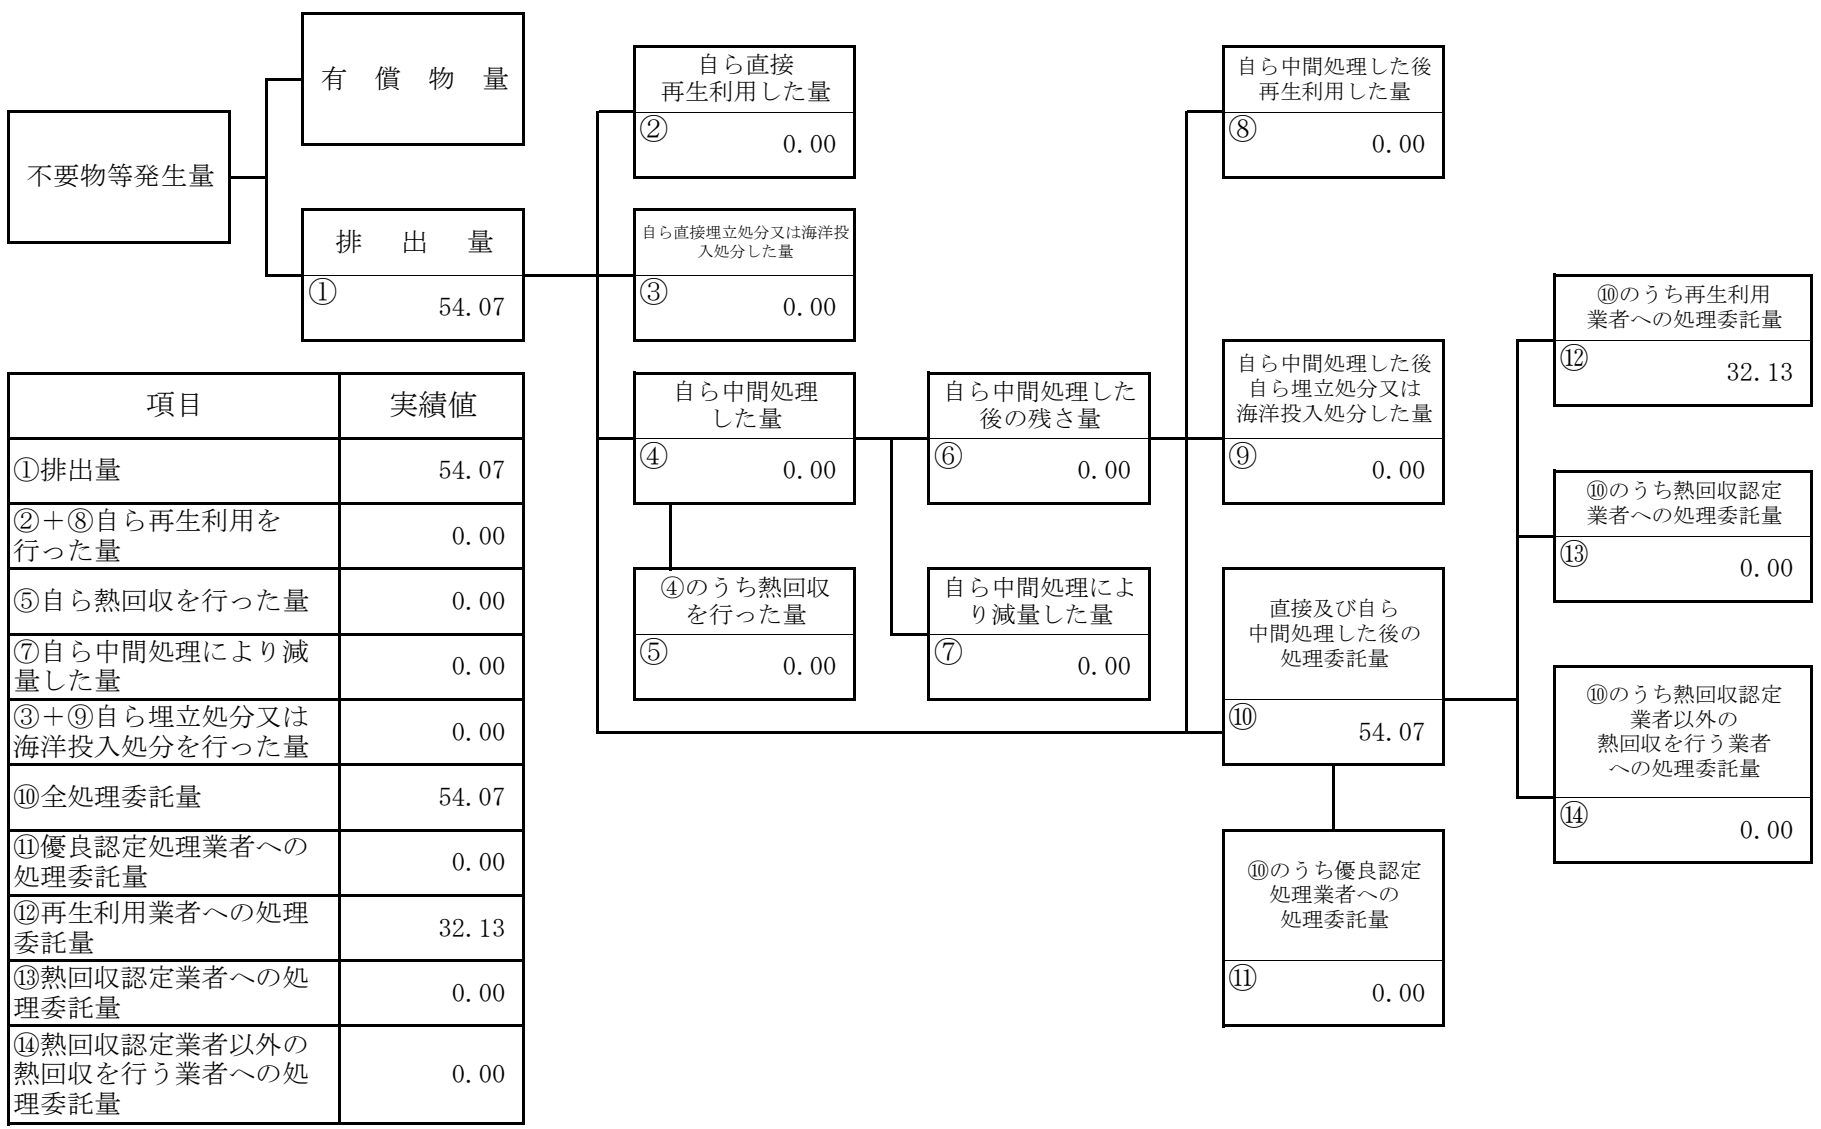 有償物量
不要物等発生量
排出量
①
54.07
自ら直接
再生利用した量
②
0.00
自ら直接埋立処分又は海洋投
入処分した量
③
0.00
自ら中間処理
した量
④
0.00
④のうち熱回収
を行った量
⑤
0.00
自ら中間処理した
後の残さ量
⑥
0.00
自ら中間処理によ
り減量した量
⑦
0.00
自ら中間処理した後
再生利用した量
⑧
0.00
自ら中間処理した後
自ら埋立処分又は
海洋投入処分した量
⑨
0.00
直接及び自ら
中間処理した後の
処理委託量
⑩
54.07
⑩のうち優良認定
処理業者への
処理委託量
⑪
0.00
⑩のうち再生利用
業者への処理委託量
⑫
32.13
⑩のうち熱回収認定
業者への処理委託量
⑬
0.00
⑩のうち熱回収認定
業者以外の
熱回収を行う業者
への処理委託量
⑭
0.00
項目 実績値
①排出量 54.07
②＋⑧自ら再生利用を
行った量 0.00
⑤自ら熱回収を行った量 0.00
⑦自ら中間処理により減
量した量 0.00
③＋⑨自ら埋立処分又は
海洋投入処分を行った量 0.00
⑩全処理委託量 54.07
⑪優良認定処理業者への
処理委託量 0.00
⑫再生利用業者への処理
委託量 32.13
⑬熱回収認定業者への処
理委託量 0.00
⑭熱回収認定業者以外の
熱回収を行う業者への処
理委託量 0.00